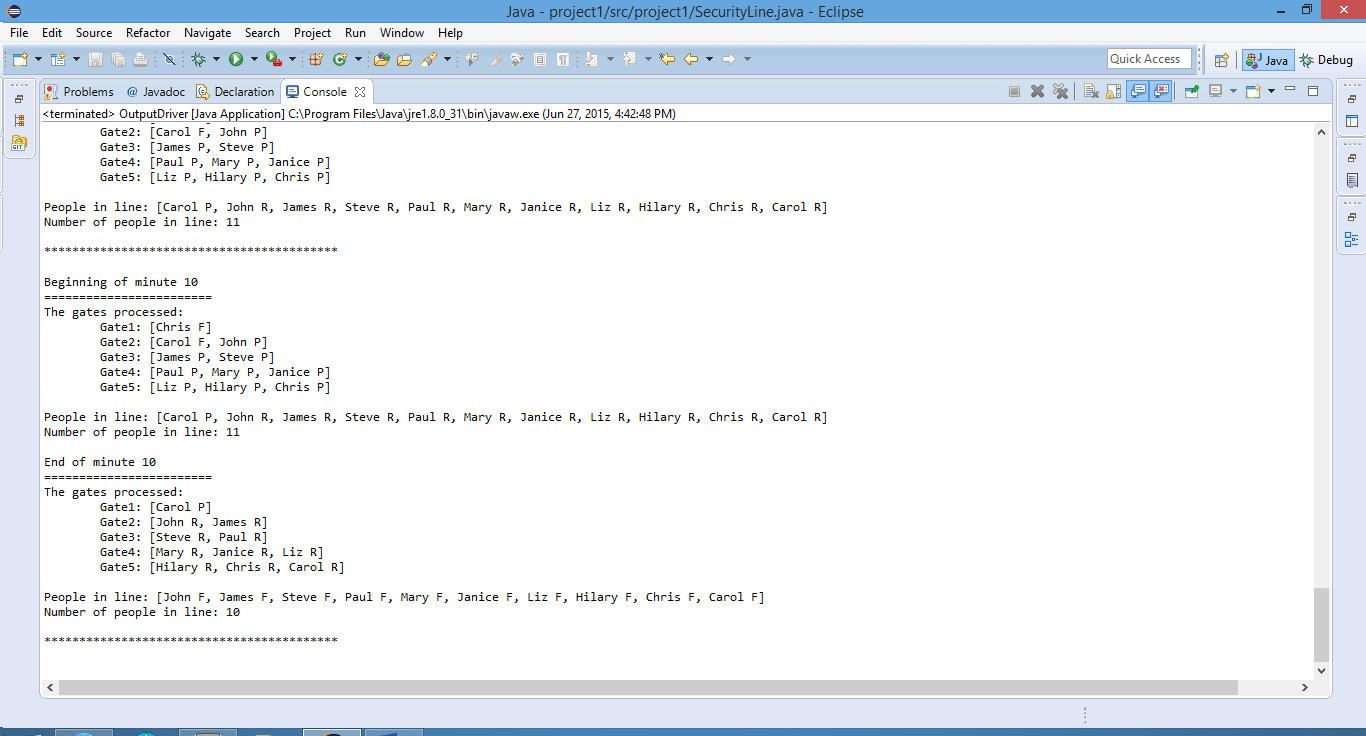 Java - project1/src/project1/SecurityLine.java - Eclipse
File Edit Source Refactor Navigate Search Project Run Window Help
Quick Access Java Debug
Problems @ Javadoc Declaration Console
<terminated> OutputDriver [Java Application] C:\Program Files\Java\jre1.8.0_31\bin\javaw.exe (Jun 27, 2015, 4:42:48 PM)
Gate2: [Carol F, John P]
Gate3: [James P, Steve P]
Gate4: [Paul P, Mary P, Janice P]
Gate5: [Liz P, Hilary P, Chris P]
People in line: [Carol P, John R, James R, Steve R, Paul R, Mary R, Janice R, Liz R, Hilary R, Chris R, Carol R]
Number of people in line: 11
******************************************
Beginning of minute 10
========================
The gates processed:
Gate1: [Chris F]
Gate2: [Carol F, John P]
Gate3: [James P, Steve P]
Gate4: [Paul P, Mary P, Janice P]
Gate5: [Liz P, Hilary P, Chris P]
People in line: [Carol P, John R, James R, Steve R, Paul R, Mary R, Janice R, Liz R, Hilary R, Chris R, Carol R]
Number of people in line: 11
End of minute 10
========================
The gates processed:
Gate1: [Carol P]
Gate2: [John R, James R]
Gate3: [Steve R, Paul R]
Gate4: [Mary R, Janice R, Liz R]
Gate5: [Hilary R, Chris R, Carol R]
People in line: [John F, James F, Steve F, Paul F, Mary F, Janice F, Liz F, Hilary F, Chris F, Carol F]
Number of people in line: 10
******************************************